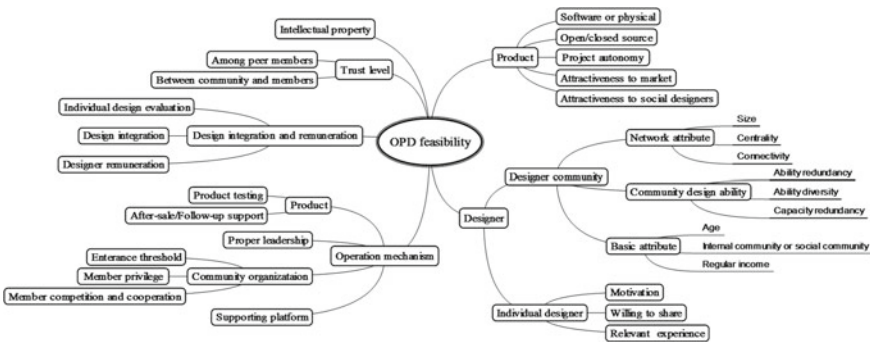 OPD feasibility
Intellectual property
Among peer members
Between community and members
Trust level
Individual design evaluation
Design integration
Designer remuneration
Design integration and remuneration
Product testing
After-sale/Follow-up support
Product
Proper leadership
Operation mechanism
Enterance threshold
Member privilege
Member competition and cooperation
Community organizataion
Supporting platform
Product
Software or physical
Open/closed source
Project autonomy
Attractiveness to market
Attractiveness to social designers
Designer
Designer community
Network attribute
Size
Centrality
Connectivity
Community design ability
Ability redundancy
Ability diversity
Capacity redundancy
Basic attribute
Age
Internal community or social community
Regular income
Individual designer
Motivation
Willing to share
Relevant experience